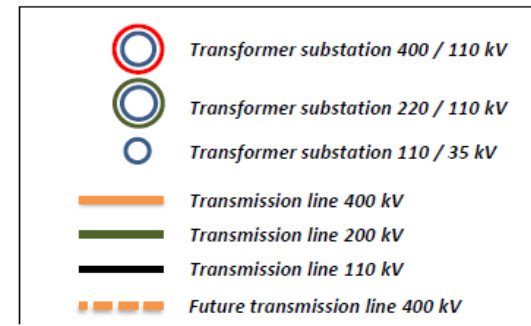 Transformer substation 400 / 110 kV
Transformer substation 220 / 110 kV
Transformer substation 110 / 35 kV
Transmission line 400 kV
Transmission line 200 kV
Transmission line 110 kV
Future transmission line 400 kV